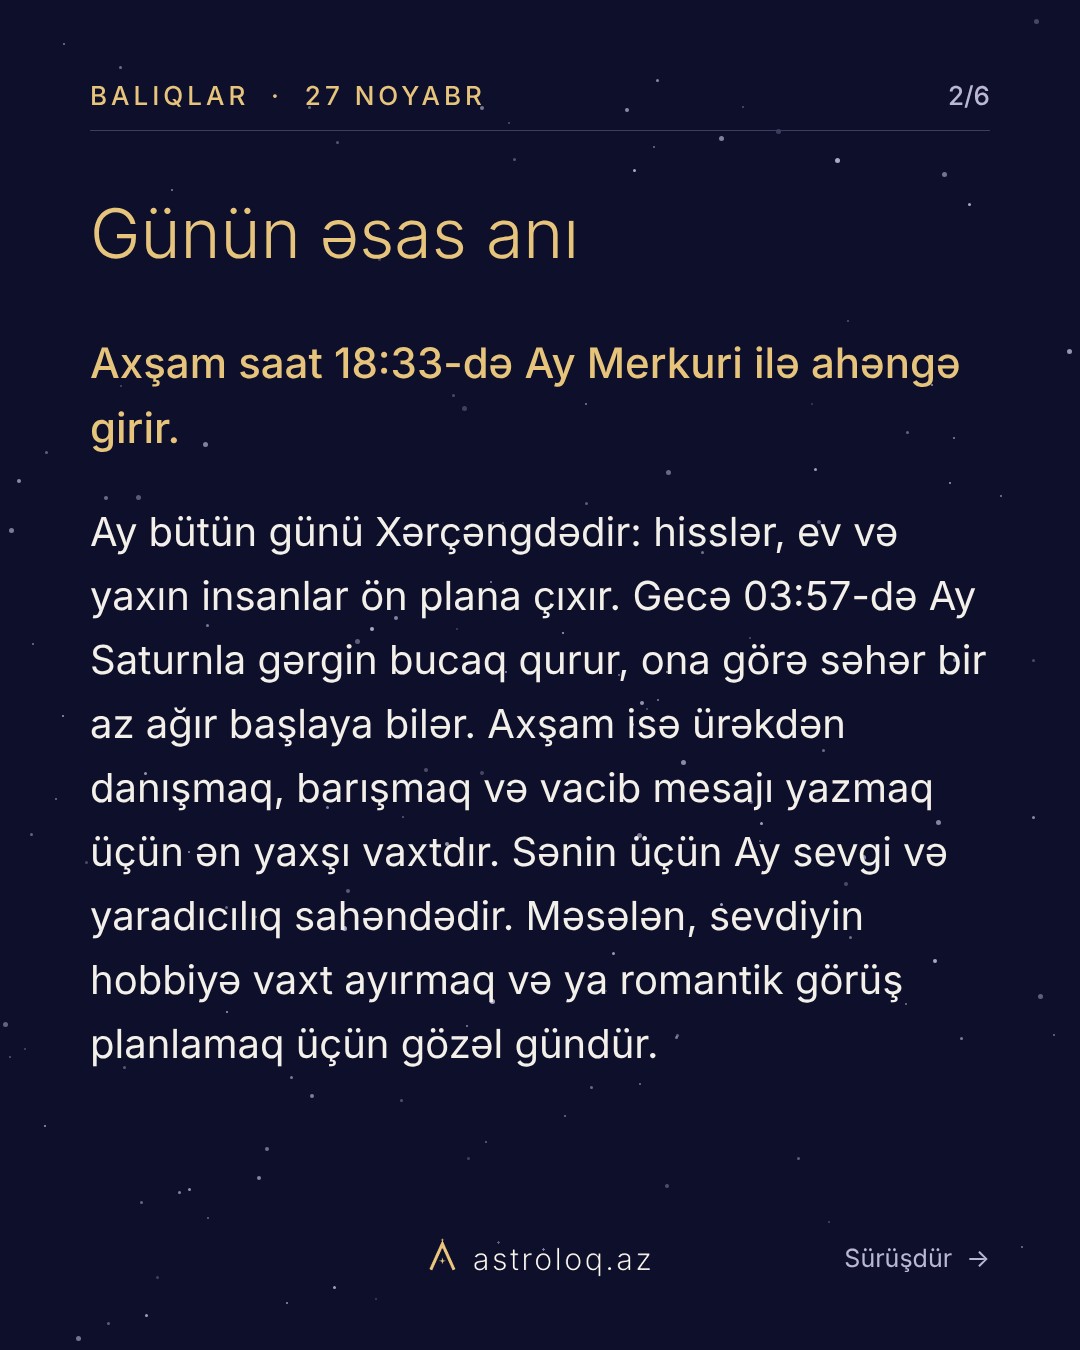 BALIQLAR · 27 NOYABR 2/6
Günün əsas anı
Axşam saat 18:33-də Ay Merkuri ilə ahəngə
girir.
Ay bütün günü Xərçəngdədir: hisslər, ev və
yaxın insanlar ön plana çıxır. Gecə 03:57-də Ay
Saturnla gərgin bucaq qurur, ona görə səhər bir
az ağır başlaya bilər. Axşam isə ürəkdən
danışmaq, barışmaq və vacib mesajı yazmaq
üçün ən yaxşı vaxtdır. Sənin üçün Ay sevgi və
yaradıcılıq sahəndədir. Məsələn, sevdiyin
hobbiyə vaxt ayırmaq və ya romantik görüş
planlamaq üçün gözəl gündür.
astroloq.az
Sürüşdür →